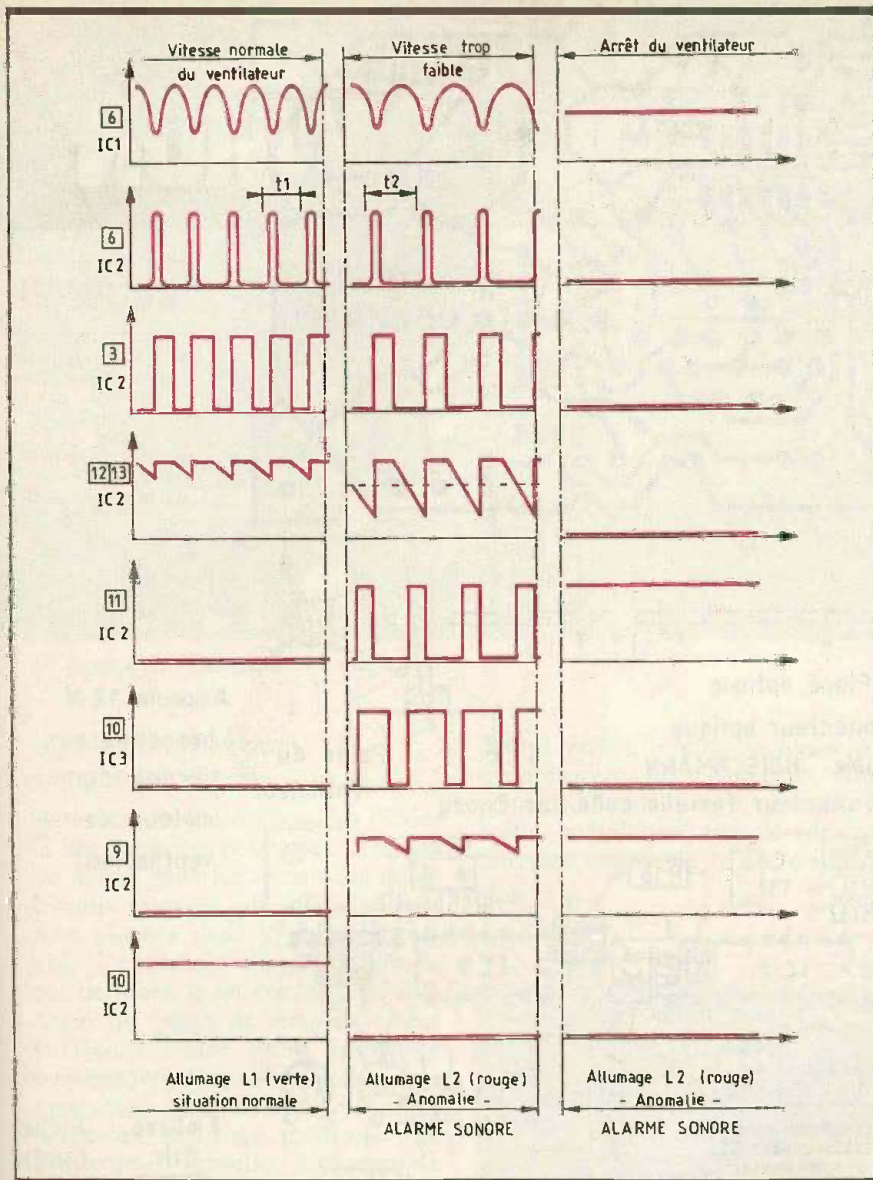 Vitesse normale
du ventilateur
Vitesse trop
faible
Arrêt du ventilateur
6
IC1
t1
t2
6
IC2
3
IC2
12 13
IC2
11
IC2
10
IC3
9
IC2
10
IC2
Allumage L1 (verte)
situation normale
Allumage L2 (rouge)
- Anomalie -
ALARME SONORE
Allumage L2 (rouge)
- Anomalie -
ALARME SONORE